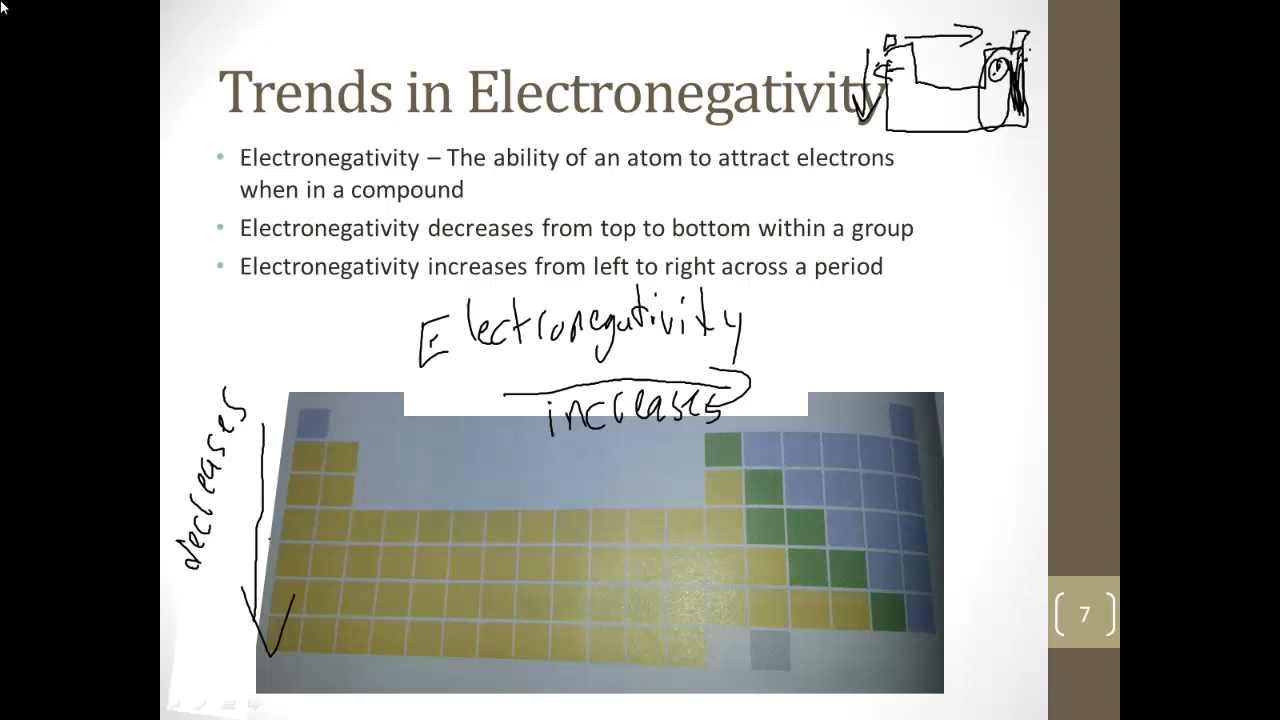 Trends in Electronegativity
• Electronegativity – The ability of an atom to attract electrons
when in a compound
• Electronegativity decreases from top to bottom within a group
• Electronegativity increases from left to right across a period
Electronegativity
increases
decreases
7